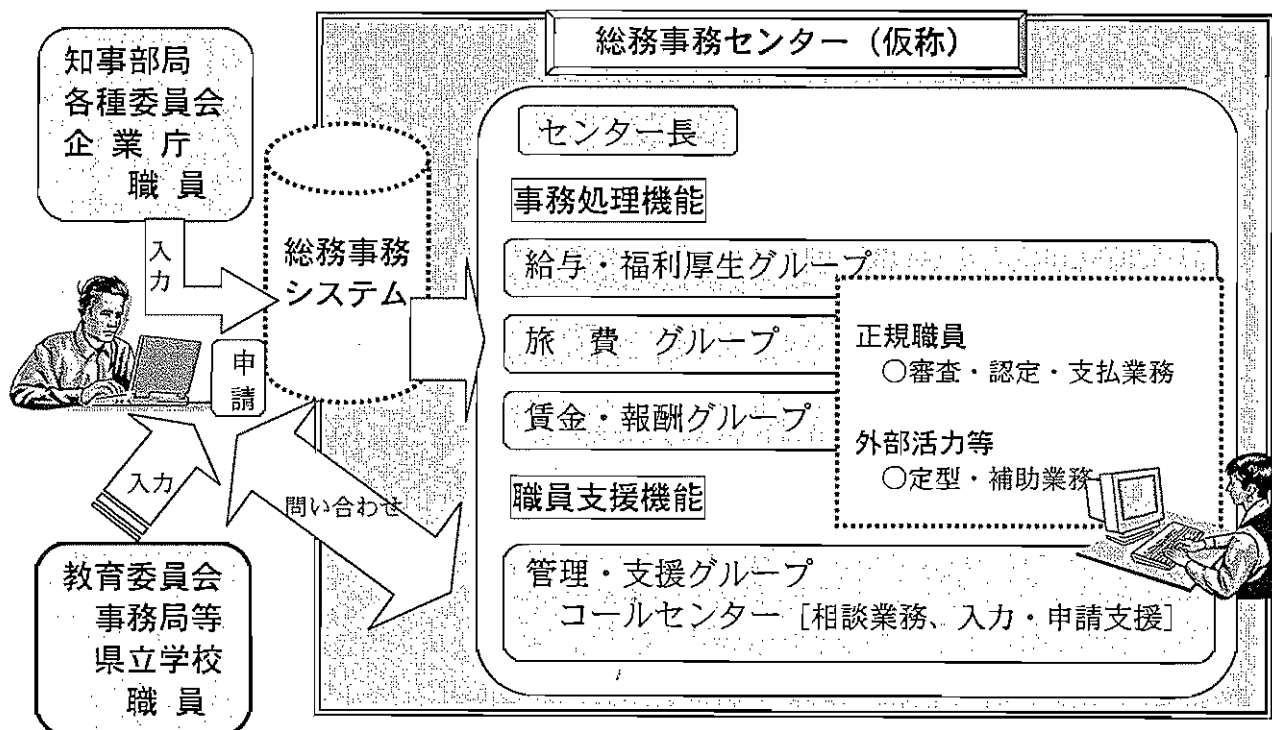 総務事務センター（仮称）
知事部局
各種委員会
企業庁
職員
入力
総務事務
システム
申請
入力
問い合わせ
教育委員会
事務局等
県立学校
職員
センター長
事務処理機能
給与・福利厚生グループ
旅費グループ
賃金・報酬グループ
正規職員
○審査・認定・支払業務
外部活力等
○定型・補助業務
職員支援機能
管理・支援グループ
コールセンター［相談業務、入力・申請支援］